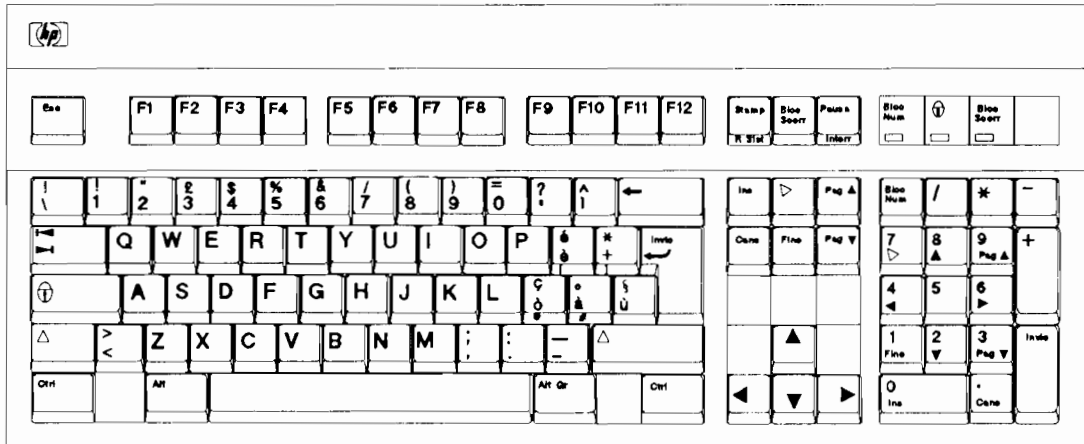 hp
Esc F1 F2 F3 F4 F5 F6 F7 F8 F9 F10 F11 F12 Stamp Bloc Scorr Pausa Bloc Num Bloc Scorr
R Sist Interr
! " £ $ % & / ( ) = ? ^ Ins Pag ▲ Bloc Num / * -
\ 1 2 3 4 5 6 7 8 9 0 ' ì
Q W E R T Y U I O P é * Invio Canc Fine Pag ▼ 7 8 9 +
è + Pag ▲
A S D F G H J K L ç ° § 4 5 6
ò à ù
@ #
> Z X C V B N M ; : — 1 2 3 Invio
< , . - Fine Pag ▼
Ctrl Alt Alt Gr Ctrl 0 .
Ins Canc